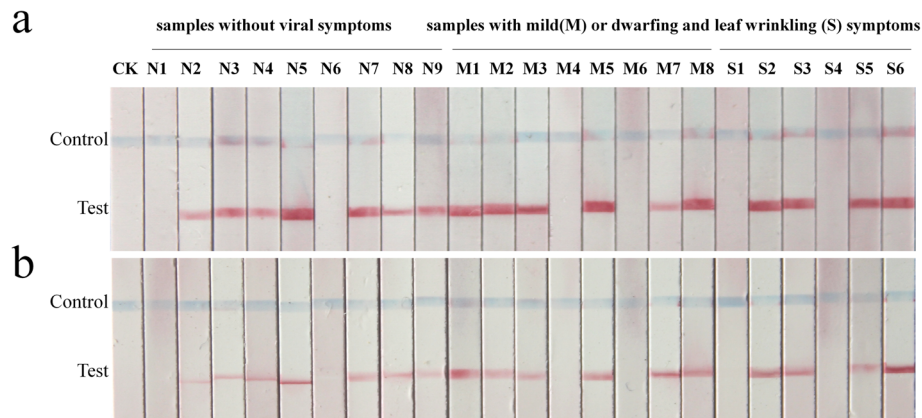 a
samples without viral symptoms
samples with mild(M) or dwarfing and leaf wrinkling (S) symptoms
CK N1 N2 N3 N4 N5 N6 N7 N8 N9 M1 M2 M3 M4 M5 M6 M7 M8 S1 S2 S3 S4 S5 S6
Control
Test
b
Control
Test